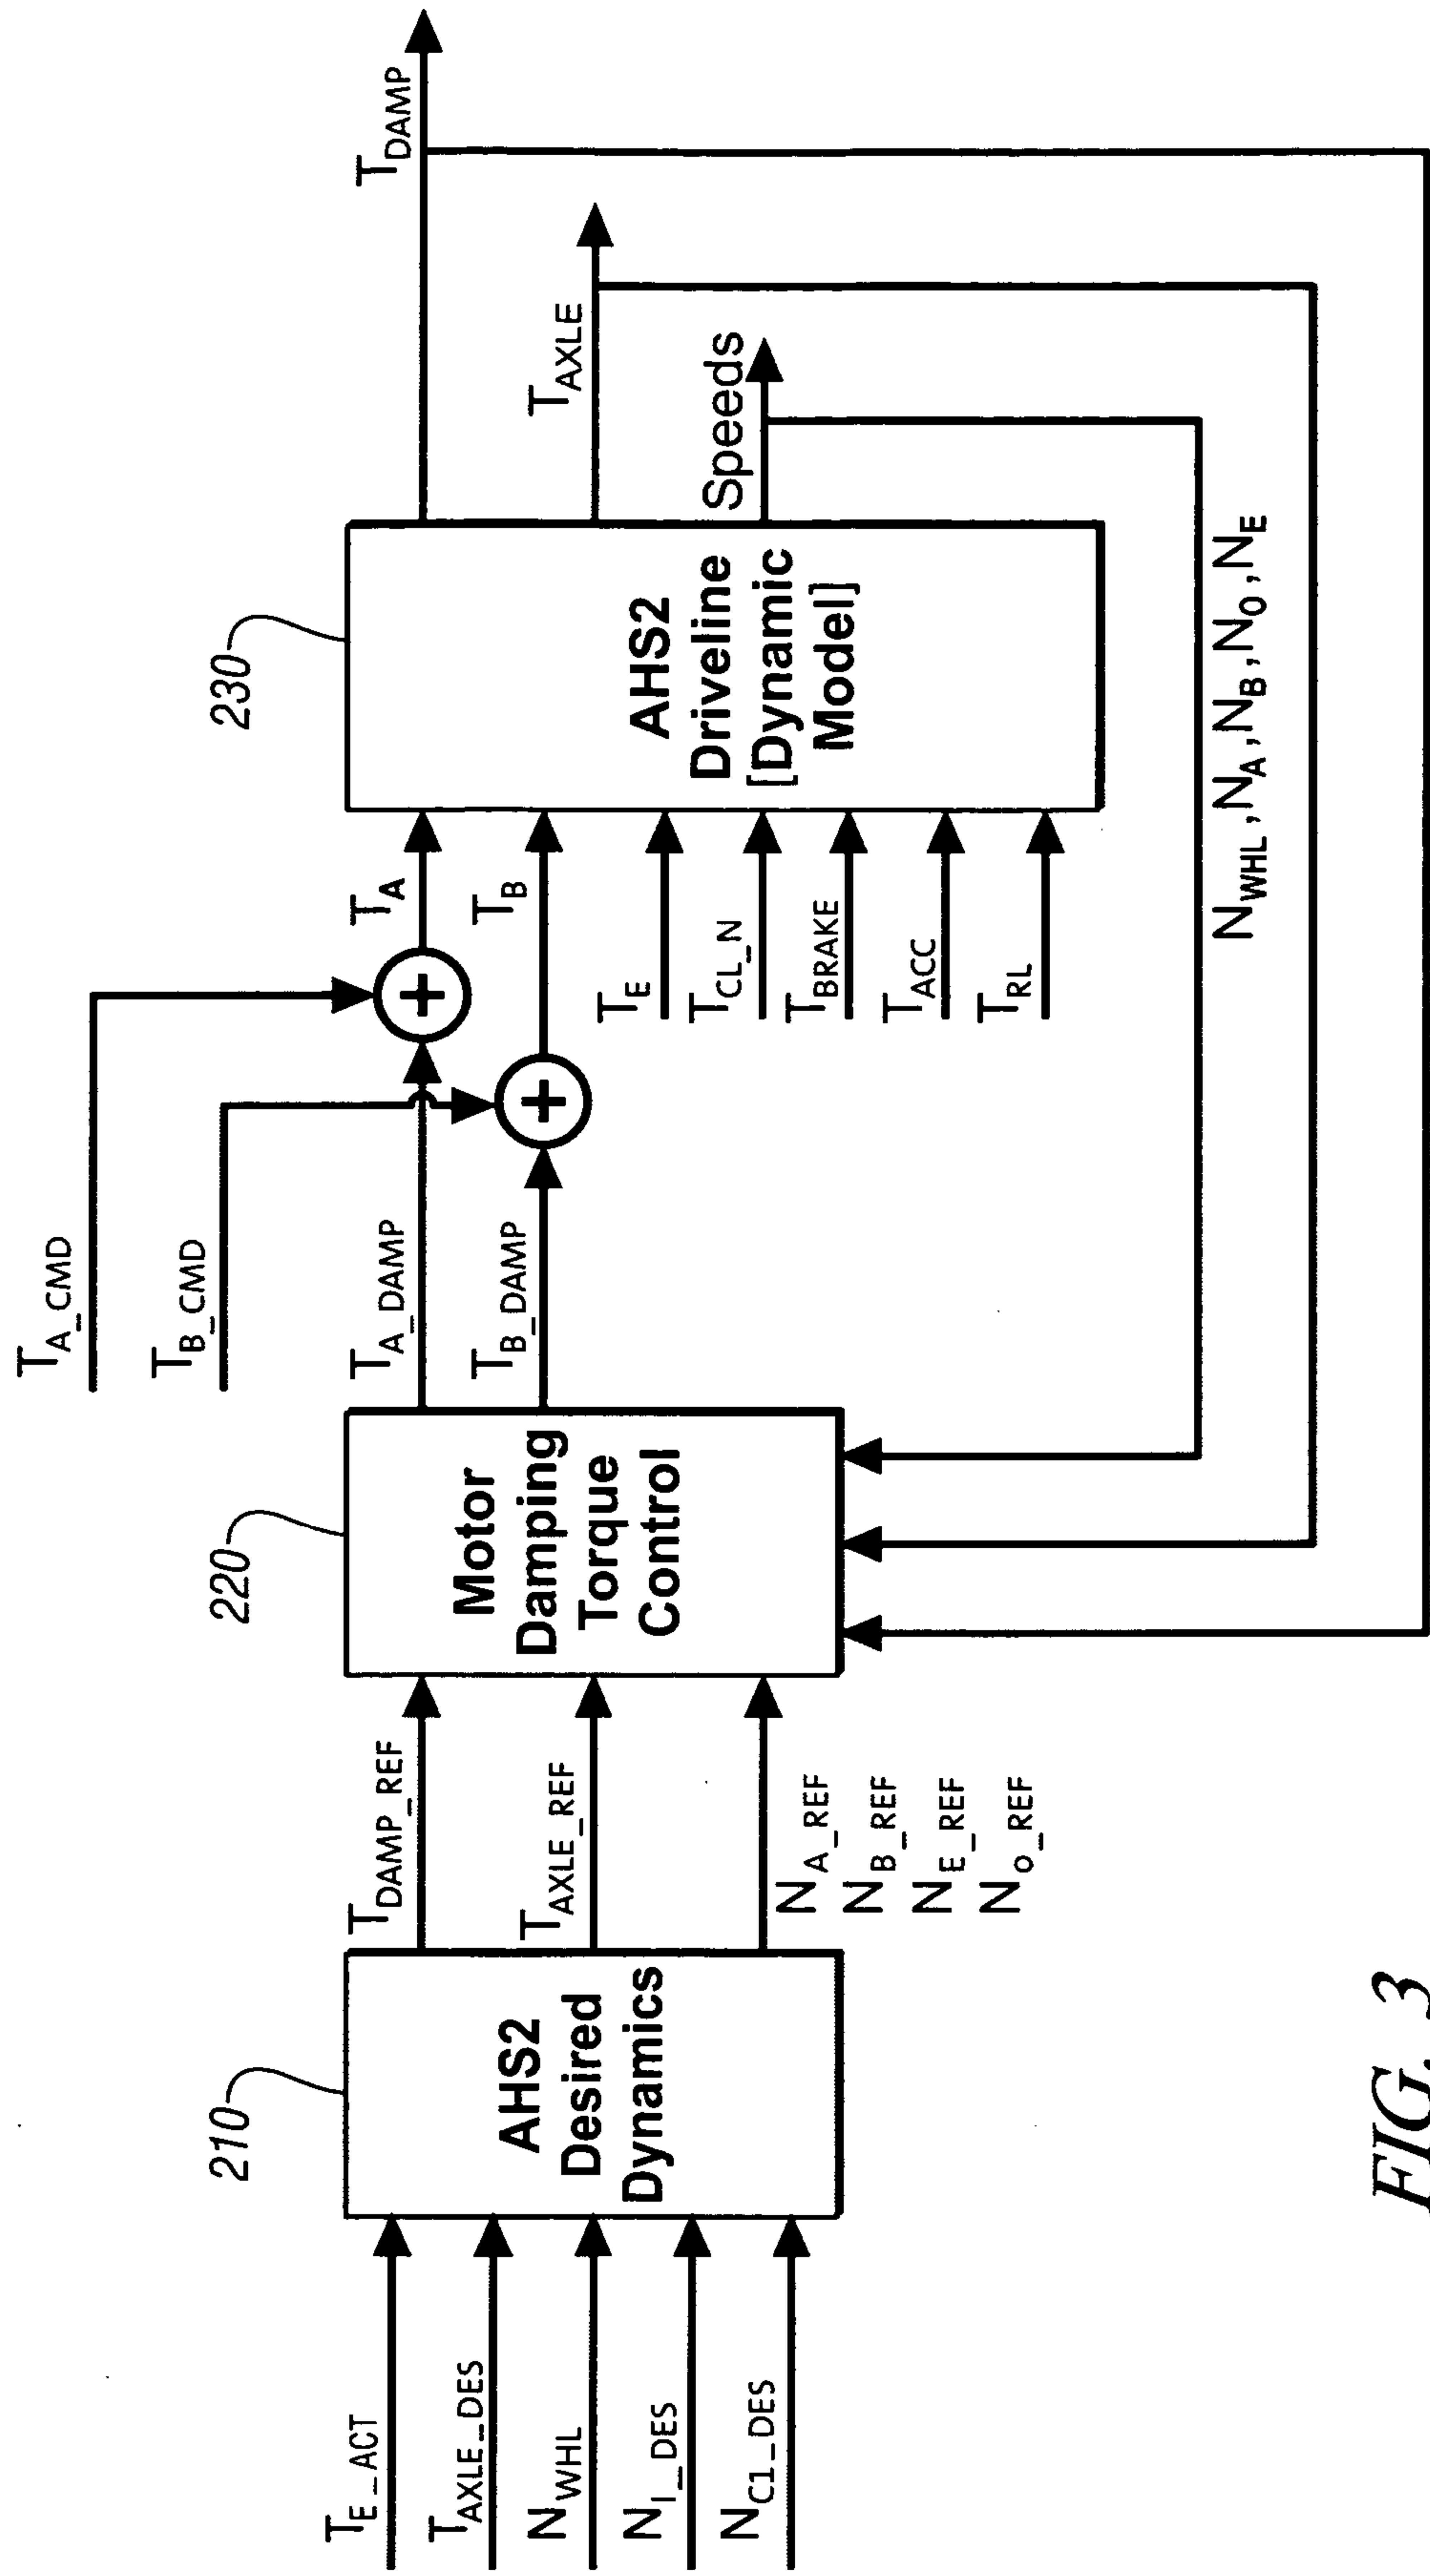 T_A_CMD
T_B_CMD
T_E_ACT
T_AXLE_DES
N_WHL
N_I_DES
N_C1_DES
210
AHS2
Desired
Dynamics
T_DAMP_REF
T_AXLE_REF
N_A_REF
N_B_REF
N_E_REF
N_o_REF
220
Motor
Damping
Torque
Control
T_A_DAMP
T_B_DAMP
+
+
T_A
T_B
T_E
T_CL_N
T_BRAKE
T_ACC
T_RL
230
AHS2
Driveline
[Dynamic
Model]
T_DAMP
T_AXLE
Speeds
N_WHL, N_A, N_B, N_O, N_E
FIG. 3